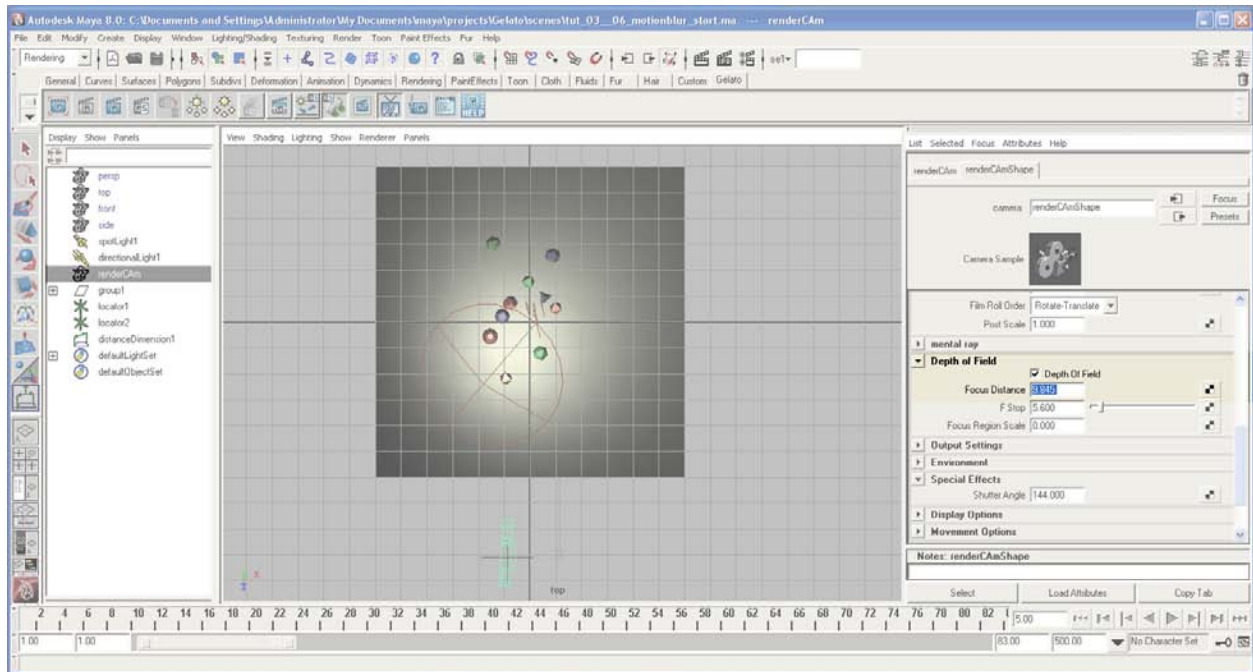 Autodesk Maya 8.0: C:\Documents and Settings\Administrator\My Documents\maya\projects\Gelato\scenes\tut_03__06_motionblur_start.ma --- renderCAm
File Edit Modify Create Display Window Lighting/Shading Texturing Render Toon Paint Effects Fur Help
Rendering
sel
General Curves Surfaces Polygons Subdivs Deformation Animation Dynamics Rendering PaintEffects Toon Cloth Fluids Fur Hair Custom Gelato
Display Show Panels
persp
top
front
side
spotLight1
directionalLight1
renderCAm
group1
locator1
locator2
distanceDimension1
defaultLightSet
defaultObjectSet
View Shading Lighting Show Renderer Panels
top
List Selected Focus Attributes Help
renderCAm renderCAmShape
camera: renderCAmShape
Focus
Presets
Camera Sample
Film Roll Order Rotate-Translate
Post Scale 1.000
mental ray
Depth of Field
Depth Of Field
Focus Distance 9.845
F Stop 5.600
Focus Region Scale 0.000
Output Settings
Environment
Special Effects
Shutter Angle 144.000
Display Options
Movement Options
Notes: renderCAmShape
Select Load Attributes Copy Tab
2 4 6 8 10 12 14 16 18 20 22 24 26 28 30 32 34 36 38 40 42 44 46 48 50 52 54 56 58 60 62 64 66 68 70 72 74 76 78 80 82 5.00
1.00 1.00 83.00 500.00 No Character Set